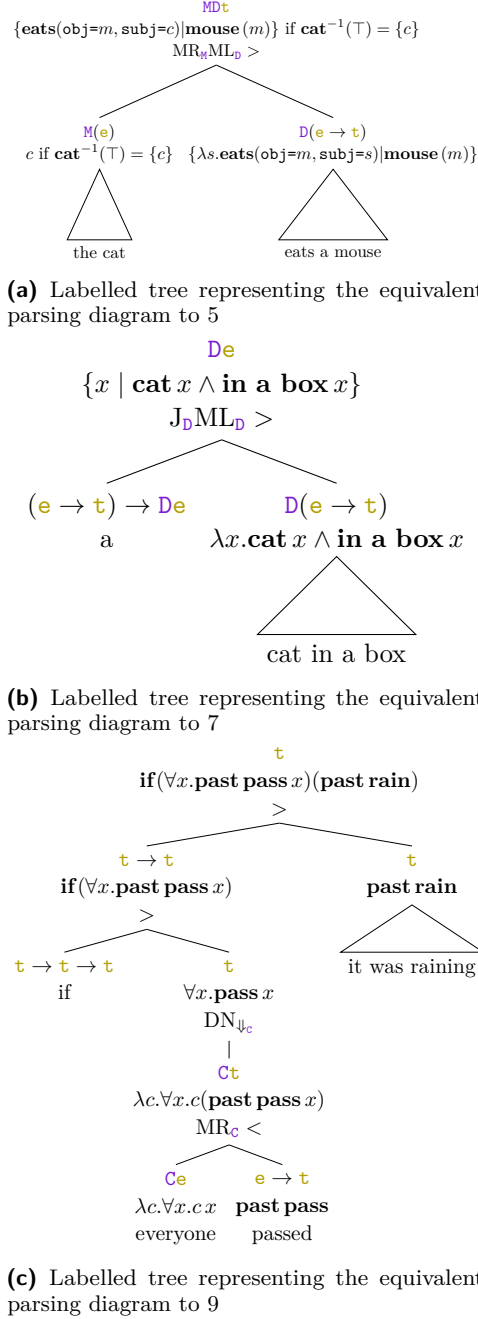 MDt
{eats(obj=m, subj=c)|mouse (m)} if cat⁻¹(⊤) = {c}
MR_M ML_D >
M(e) D(e → t)
c if cat⁻¹(⊤) = {c} {λs.eats(obj=m, subj=s)|mouse (m)}
the cat eats a mouse
(a) Labelled tree representing the equivalent
parsing diagram to 5
De
{x | cat x ∧ in a box x}
J_D ML_D >
(e → t) → De D(e → t)
a λx.cat x ∧ in a box x
cat in a box
(b) Labelled tree representing the equivalent
parsing diagram to 7
t
if(∀x.past pass x)(past rain)
>
t → t t
if(∀x.past pass x) past rain
>
t → t → t t it was raining
if ∀x.pass x
DN_⇓C
Ct
λc.∀x.c(past pass x)
MR_C <
Ce e → t
λc.∀x.c x past pass
everyone passed
(c) Labelled tree representing the equivalent
parsing diagram to 9